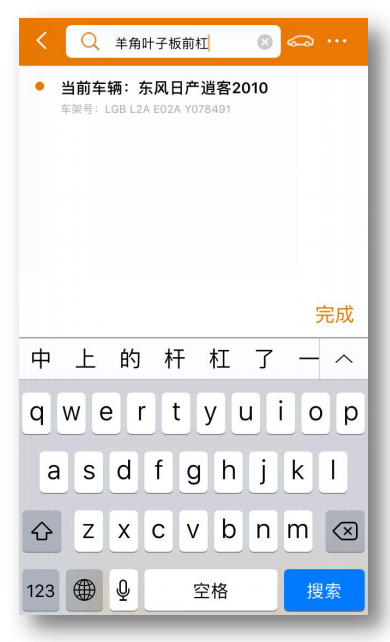 羊角叶子板前杠
当前车辆：东风日产逍客2010
车架号：LGB L2A E02A Y078491
完成
中 上 的 杆 杠 了 一
q w e r t y u i o p
a s d f g h j k l
z x c v b n m
123 空格 搜索